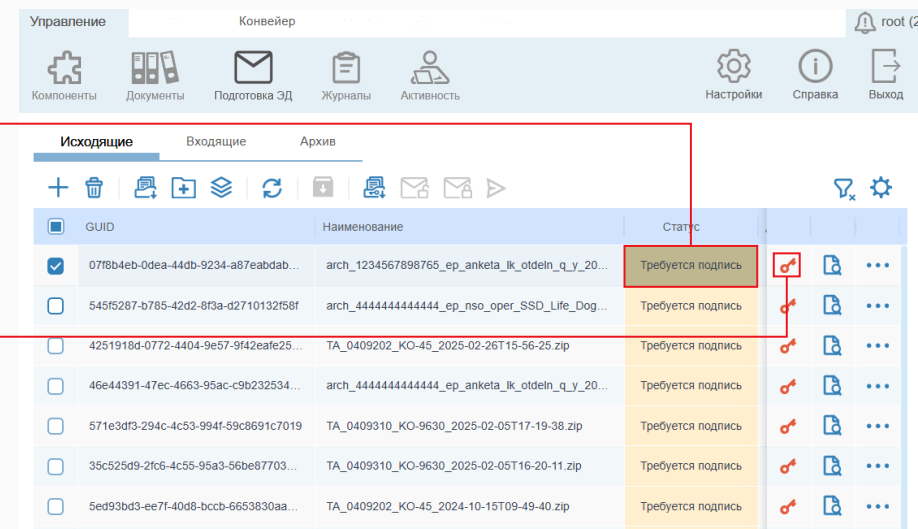 Управление Конвейер root (2
Компоненты Документы Подготовка ЭД Журналы Активность Настройки Справка Выход
Исходящие Входящие Архив
GUID Наименование Статус
07f8b4eb-0dea-44db-9234-a87eabdab... arch_1234567898765_ep_anketa_lk_otdeln_q_y_20... Требуется подпись
545f5287-b785-42d2-8f3a-d2710132f58f arch_4444444444444_ep_nso_oper_SSD_Life_Dog... Требуется подпись
4251918d-0772-4404-9e57-9f42eafe25... TA_0409202_KO-45_2025-02-26T15-56-25.zip Требуется подпись
46e44391-47ec-4663-95ac-c9b232534... arch_4444444444444_ep_anketa_lk_otdeln_q_y_20... Требуется подпись
571e3df3-294c-4c53-994f-59c8691c7019 TA_0409310_KO-9630_2025-02-05T17-19-38.zip Требуется подпись
35c525d9-2fc6-4c55-95a3-56be87703... TA_0409310_KO-9630_2025-02-05T16-20-11.zip Требуется подпись
5ed93bd3-ee7f-40d8-bccb-6653830aa... TA_0409202_KO-45_2024-10-15T09-49-40.zip Требуется подпись